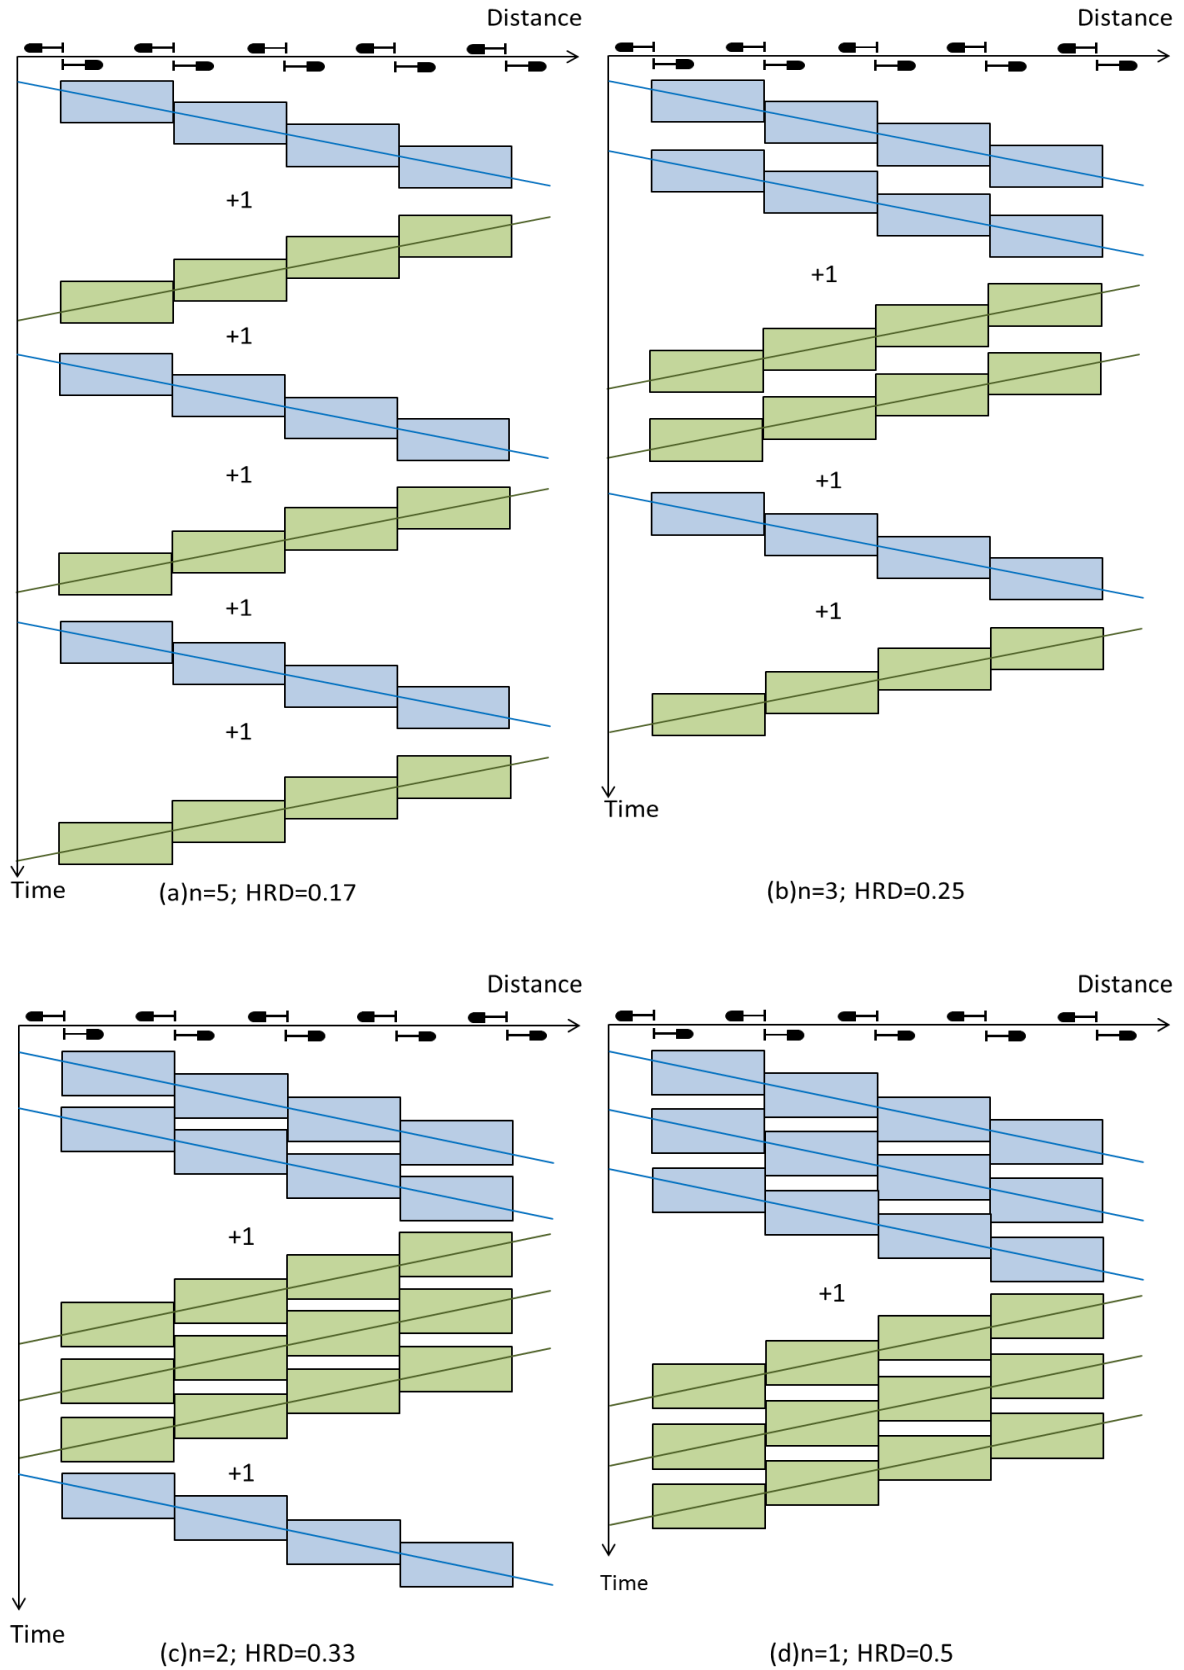 Distance
+1
+1
+1
+1
+1
Time
(a)n=5; HRD=0.17
Distance
+1
+1
+1
Time
(b)n=3; HRD=0.25
Distance
+1
+1
Time
(c)n=2; HRD=0.33
Distance
+1
Time
(d)n=1; HRD=0.5